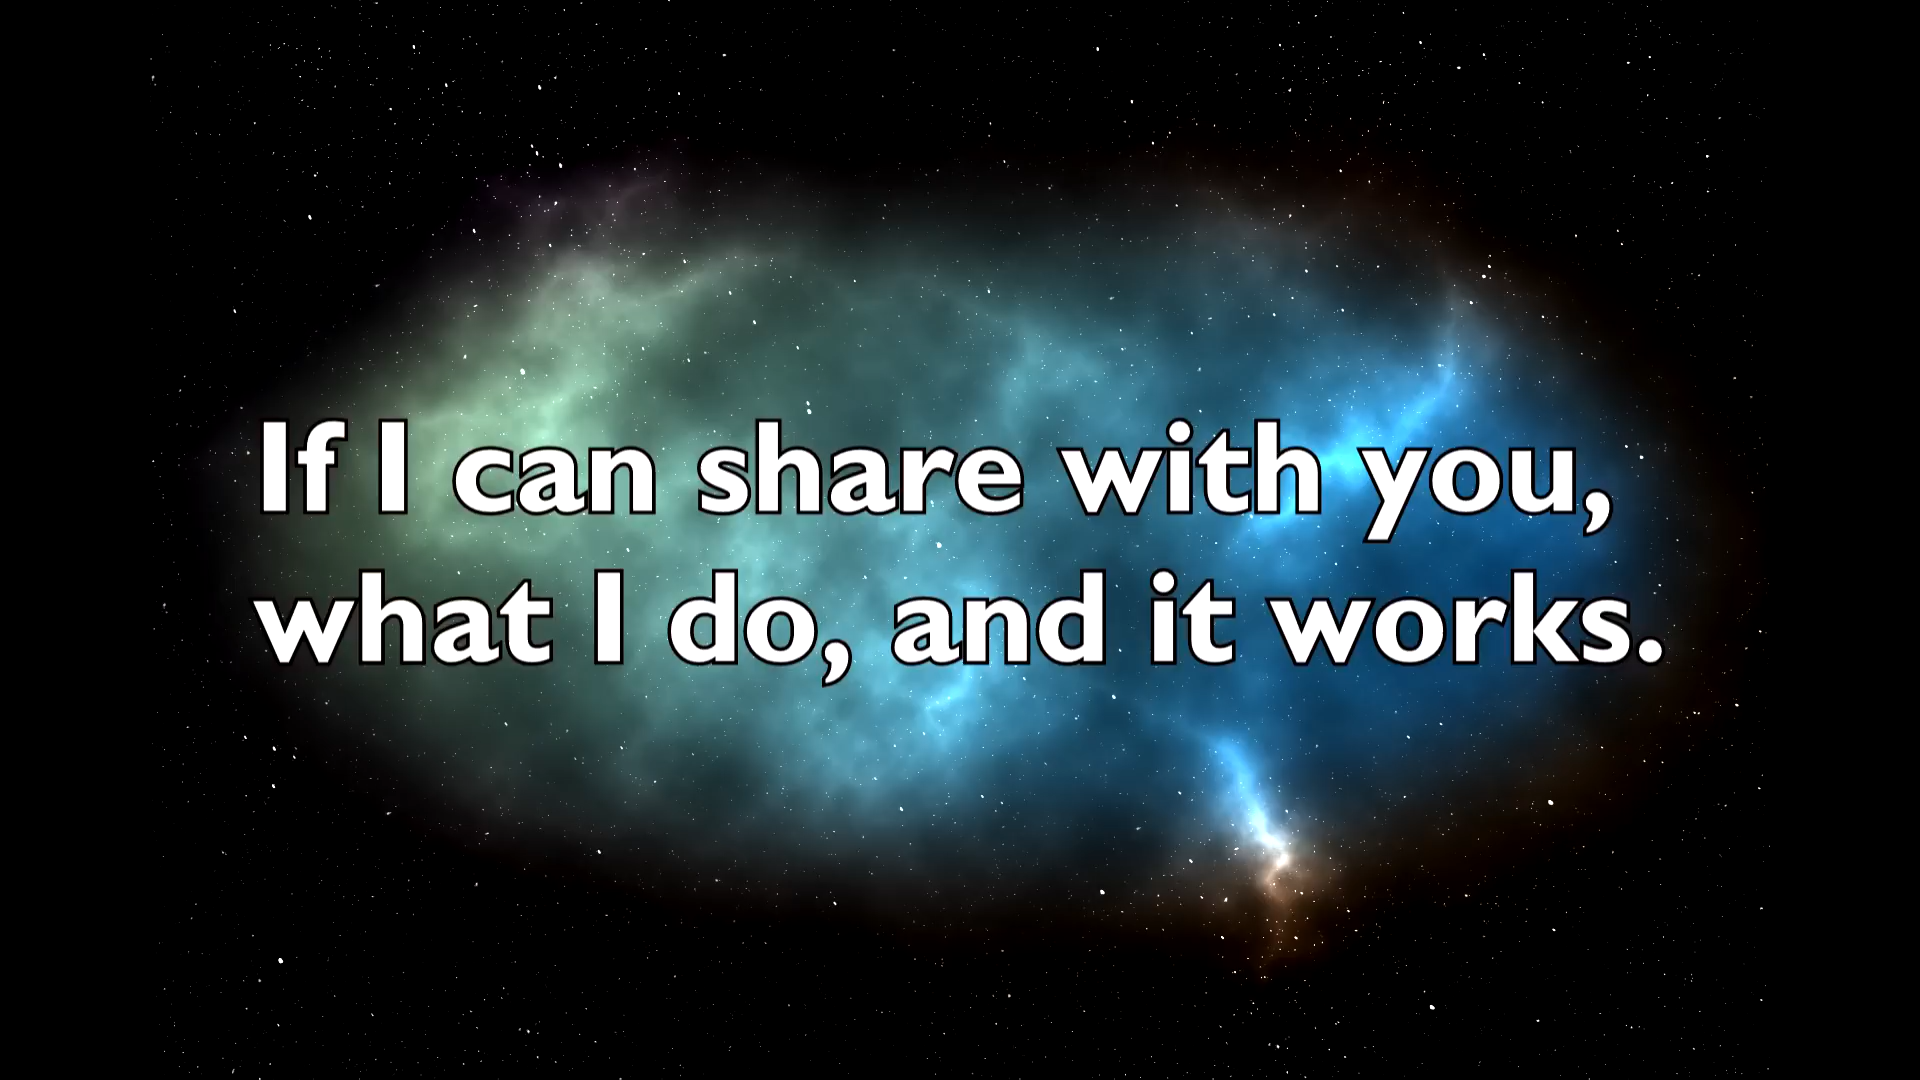 If I can share with you,
what I do, and it works.